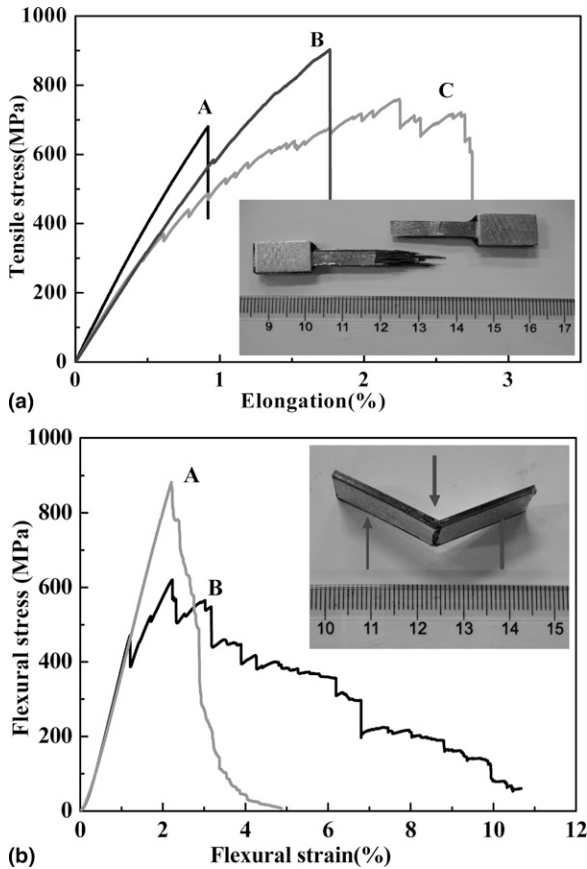 1000
800
600
400
200
0
Tensile stress(MPa)
A
B
C
9 10 11 12 13 14 15 16 17
0 1 2 3
Elongation(%)
(a)
1000
800
600
400
200
0
Flexural stress (MPa)
A
B
10 11 12 13 14 15
0 2 4 6 8 10 12
Flexural strain(%)
(b)